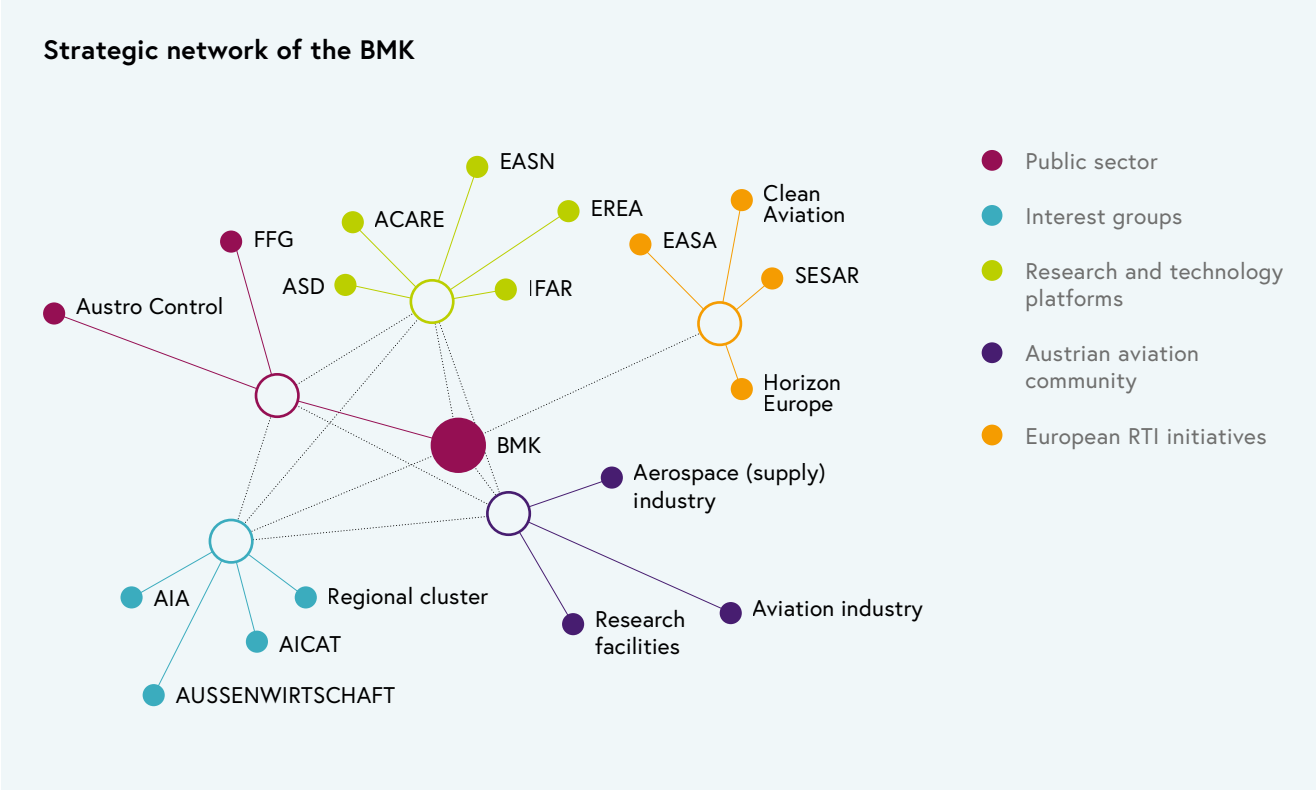 Strategic network of the BMK
EASN
ACARE
EREA
FFG
ASD
IFAR
Austro Control
Clean
Aviation
EASA
SESAR
Horizon
Europe
BMK
Aerospace (supply)
industry
Aviation industry
Research
facilities
AIA
Regional cluster
AICAT
AUSSENWIRTSCHAFT
Public sector
Interest groups
Research and technology
platforms
Austrian aviation
community
European RTI initiatives